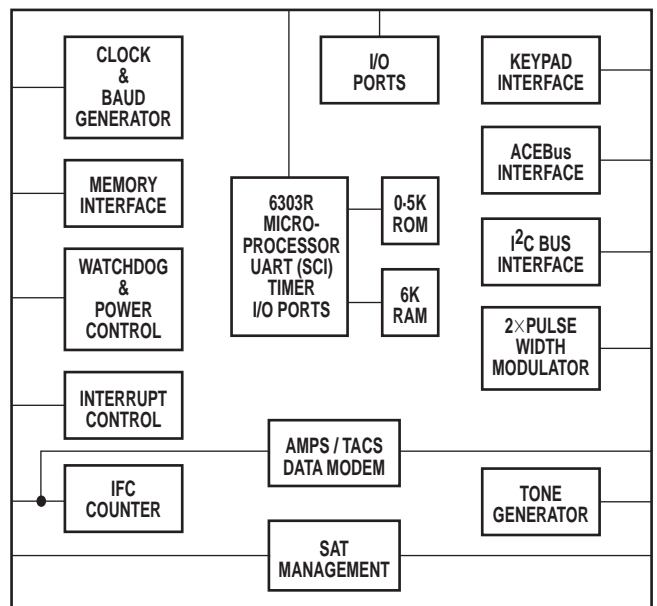 CLOCK
&
BAUD
GENERATOR
I/O
PORTS
KEYPAD
INTERFACE
MEMORY
INTERFACE
6303R
MICRO-
PROCESSOR
UART (SCI)
TIMER
I/O PORTS
0·5K
ROM
ACEBus
INTERFACE
WATCHDOG
&
POWER
CONTROL
6K
RAM
I²C BUS
INTERFACE
2×PULSE
WIDTH
MODULATOR
INTERRUPT
CONTROL
AMPS / TACS
DATA MODEM
IFC
COUNTER
TONE
GENERATOR
SAT
MANAGEMENT